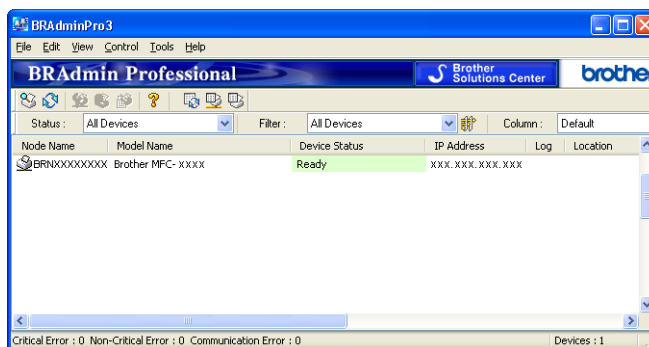 BRAdminPro3
File Edit View Control Tools Help
BRAdmin Professional Brother Solutions Center brothe
Status : All Devices Filter : All Devices Column : Default
Node Name Model Name Device Status IP Address Log Location
BRNXXXXXXXX Brother MFC- XXXX Ready XXX.XXX.XXX.XXX
Critical Error : 0 Non-Critical Error : 0 Communication Error : 0 Devices : 1